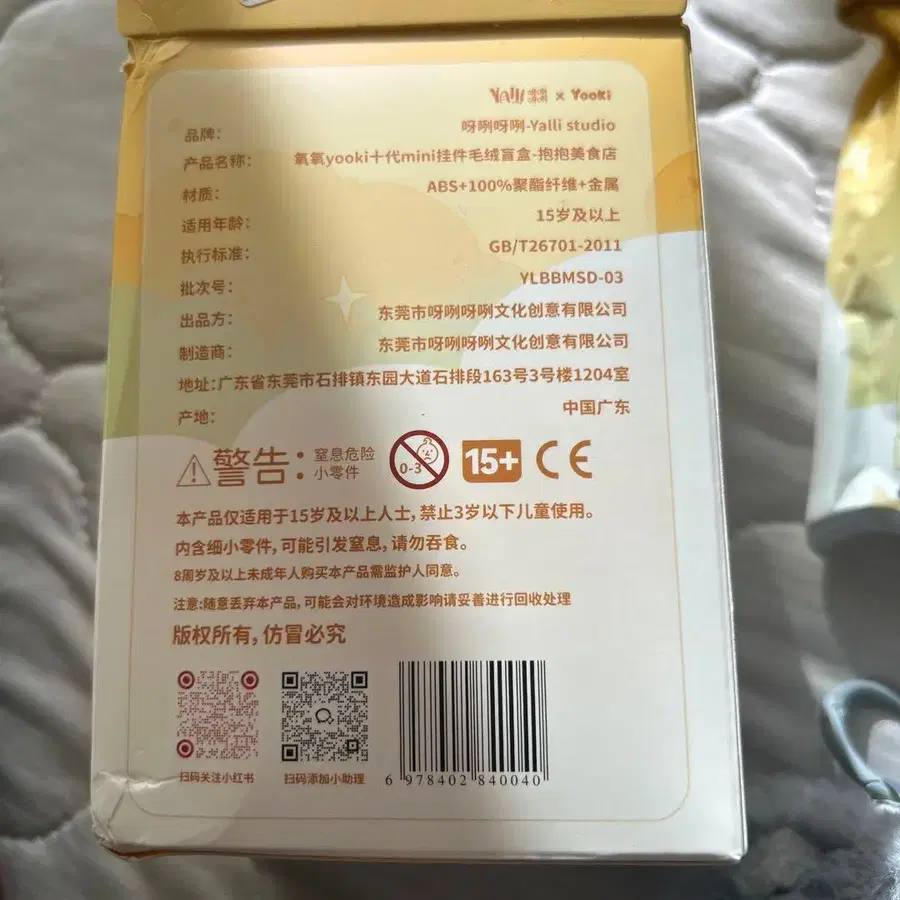 Yalli 呀咧呀咧 x Yooki
品牌： 呀咧呀咧-Yalli studio
产品名称： 氧氧yooki十代mini挂件毛绒盲盒-抱抱美食店
材质： ABS+100%聚酯纤维+金属
适用年龄： 15岁及以上
执行标准： GB/T26701-2011
批次号： YLBBMSD-03
出品方： 东莞市呀咧呀咧文化创意有限公司
制造商： 东莞市呀咧呀咧文化创意有限公司
地址：广东省东莞市石排镇东园大道石排段163号3号楼1204室
产地： 中国广东
警告： 窒息危险 小零件 0-3 15+ CE
本产品仅适用于15岁及以上人士，禁止3岁以下儿童使用。
内含细小零件，可能引发窒息，请勿吞食。
8周岁及以上未成年人购买本产品需监护人同意。
注意：随意丢弃本产品，可能会对环境造成影响请妥善进行回收处理
版权所有，仿冒必究
扫码关注小红书 扫码添加小助理 6 978402 840040